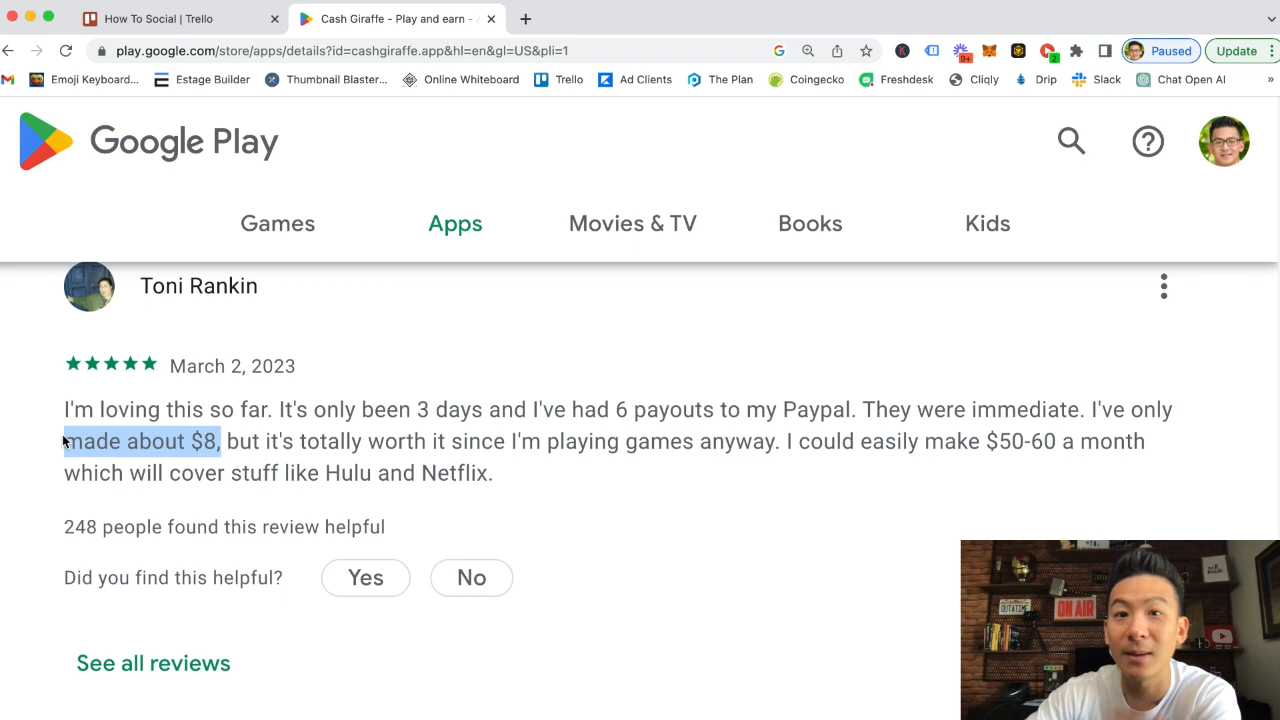 How To Social | Trello
Cash Giraffe - Play and earn -
play.google.com/store/apps/details?id=cashgiraffe.app&hl=en&gl=US&pli=1
9+
2
Paused
Update
Emoji Keyboard...
Estage Builder
Thumbnail Blaster...
Online Whiteboard
Trello
Ad Clients
The Plan
Coingecko
Freshdesk
Cliqly
Drip
Slack
Chat Open AI
»
Google Play
Games
Apps
Movies & TV
Books
Kids
Toni Rankin
March 2, 2023
I'm loving this so far. It's only been 3 days and I've had 6 payouts to my Paypal. They were immediate. I've only
made about $8, but it's totally worth it since I'm playing games anyway. I could easily make $50-60 a month
which will cover stuff like Hulu and Netflix.
248 people found this review helpful
Did you find this helpful?
Yes
No
See all reviews
OUTATIME
ON AIR